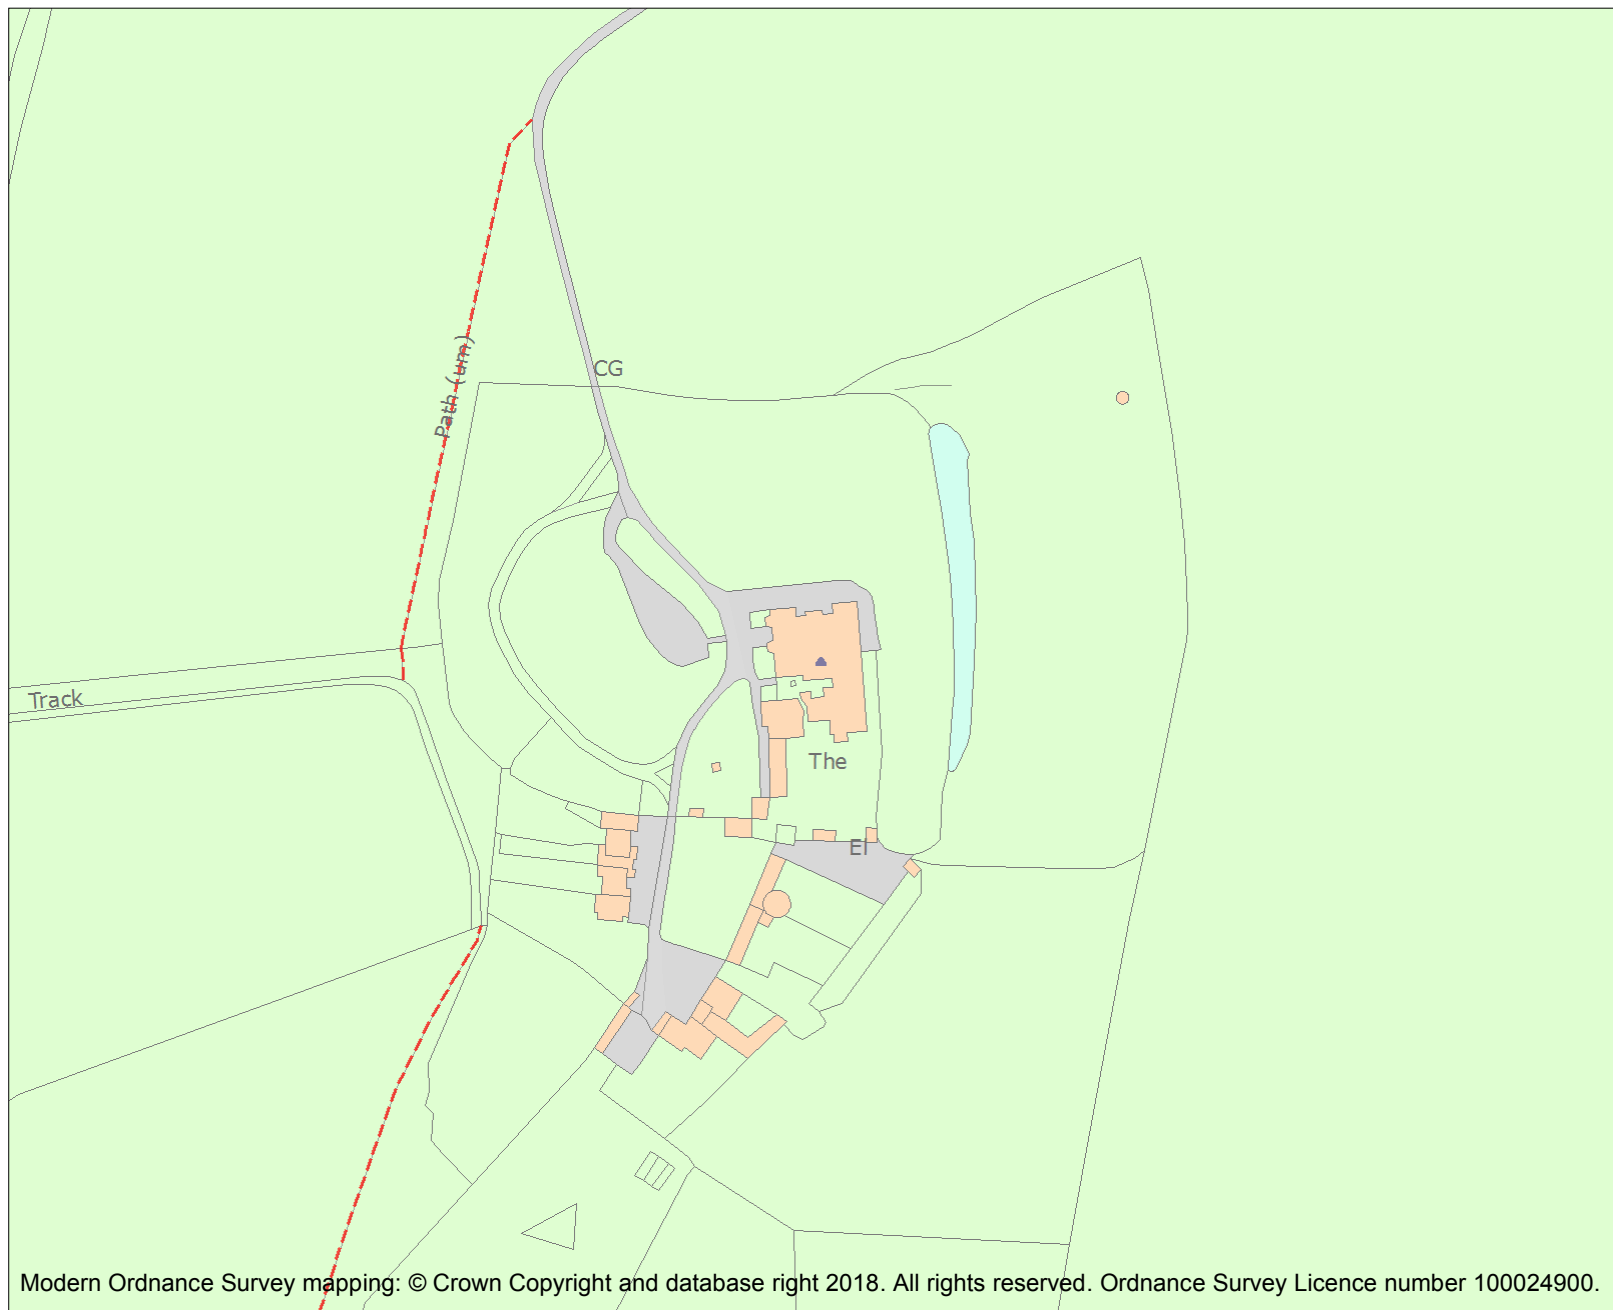 CG
Path (um)
Track
The
El
Modern Ordnance Survey mapping: © Crown Copyright and database right 2018. All rights reserved. Ordnance Survey Licence number 100024900.